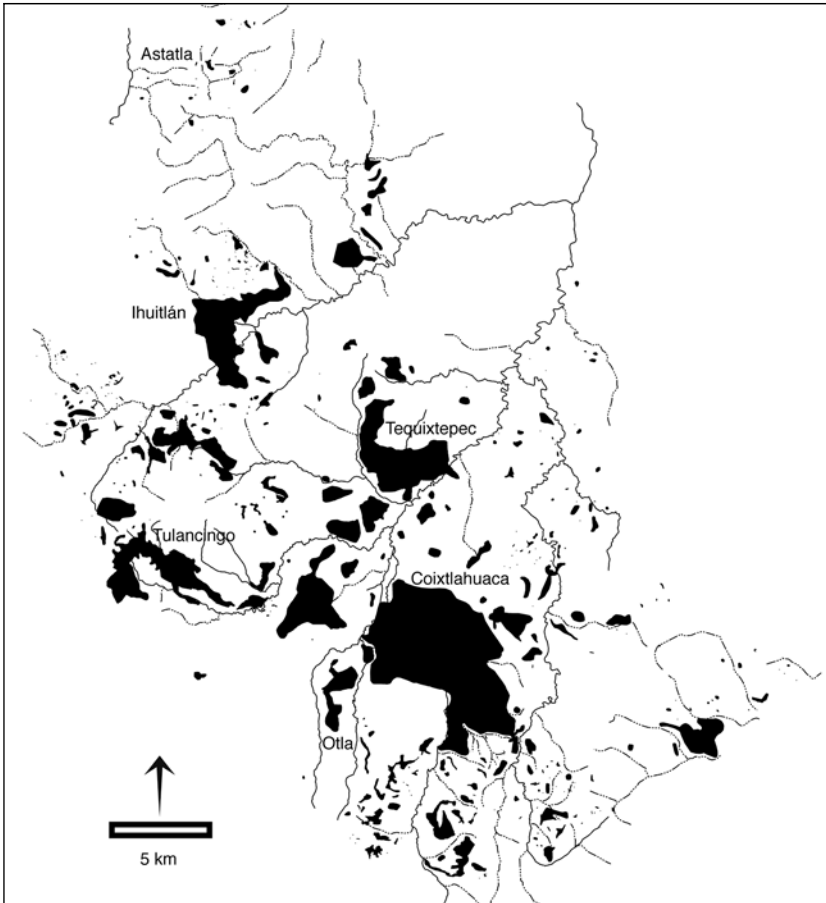 Astatla
Ihuitlán
Tequixtepec
Tulancingo
Coixtlahuaca
Otla
5 km